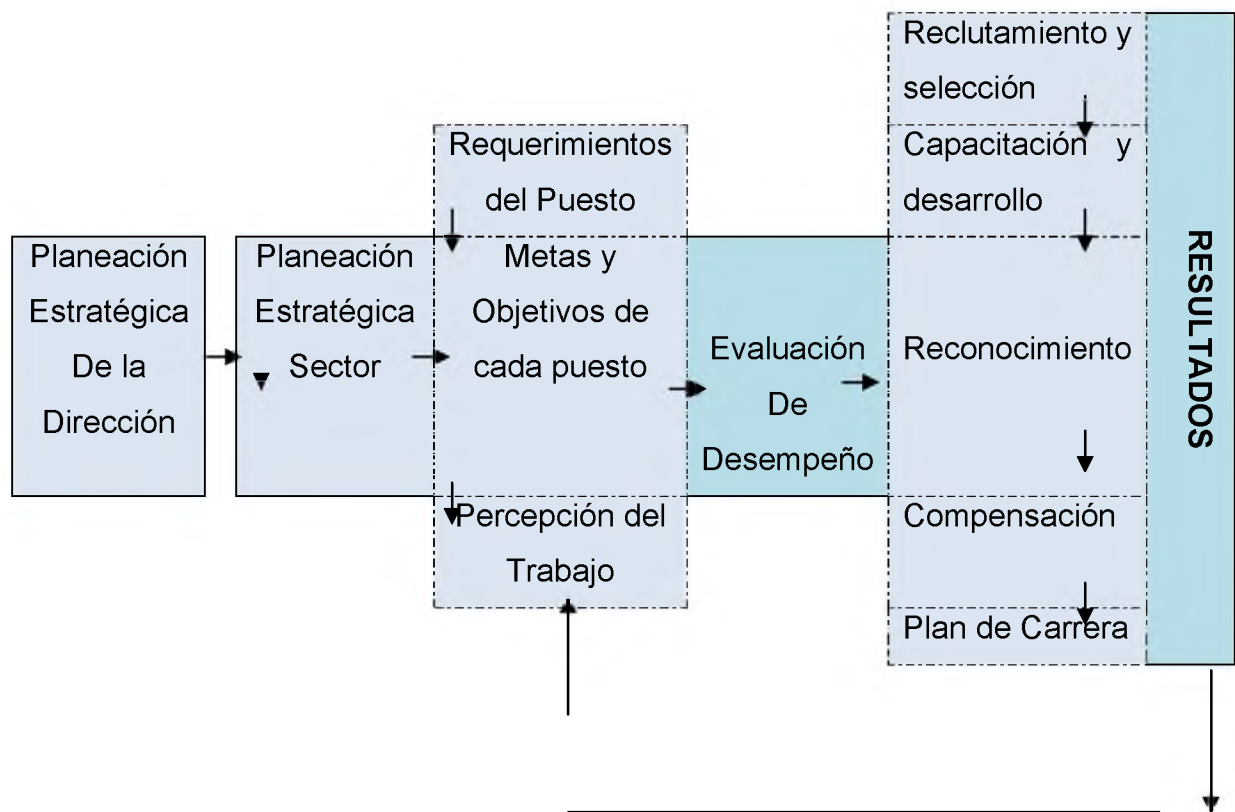 Planeación
Estratégica
De la
Dirección
Planeación
Estratégica
Sector
Requerimientos
del Puesto
Metas y
Objetivos de
cada puesto
Percepción del
Trabajo
Evaluación
De
Desempeño
Reclutamiento y
selección
Capacitación y
desarrollo
Reconocimiento
Compensación
Plan de Carrera
RESULTADOS